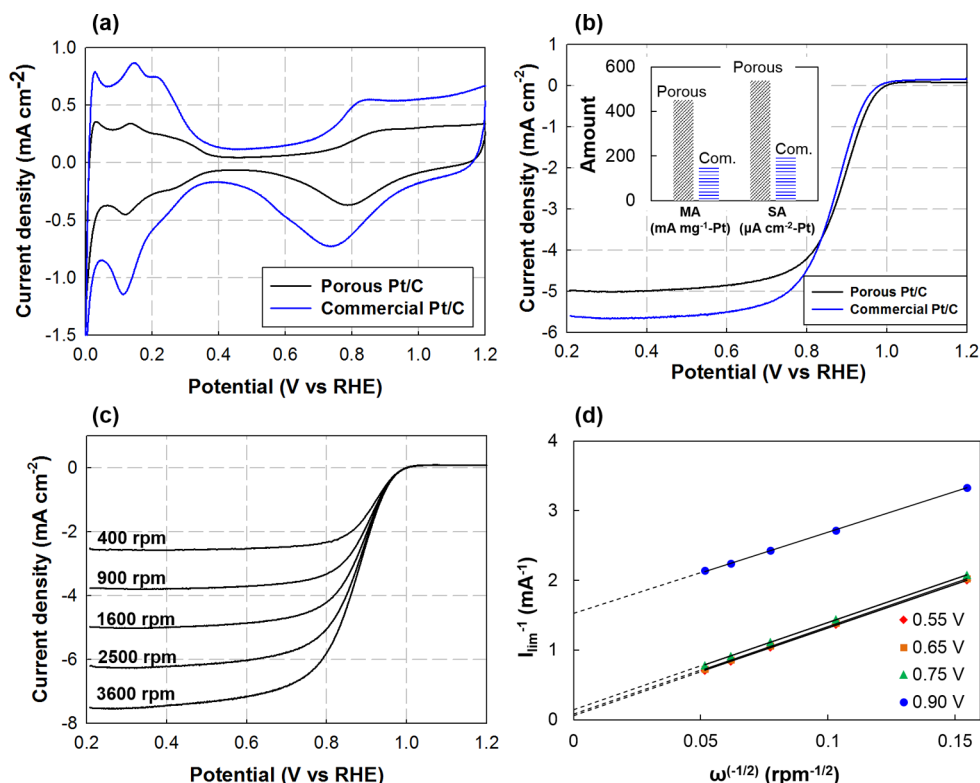 (a)
Current density (mA cm-2)
1.0
0.5
0.0
-0.5
-1.0
-1.5
Porous Pt/C
Commercial Pt/C
0.0 0.2 0.4 0.6 0.8 1.0 1.2
Potential (V vs RHE)
(b)
Current density (mA cm-2)
0
-1
-2
-3
-4
-5
-6
Amount
600
400
200
0
Porous
Com.
Porous
Com.
MA SA
(mA mg-1-Pt) (µA cm-2-Pt)
Porous Pt/C
Commercial Pt/C
0.2 0.4 0.6 0.8 1.0 1.2
Potential (V vs RHE)
(c)
Current density (mA cm-2)
0
-2
-4
-6
-8
400 rpm
900 rpm
1600 rpm
2500 rpm
3600 rpm
0.2 0.4 0.6 0.8 1.0 1.2
Potential (V vs RHE)
(d)
Ilim-1 (mA-1)
4
3
2
1
0
0.55 V
0.65 V
0.75 V
0.90 V
0 0.05 0.1 0.15
ω(-1/2) (rpm-1/2)